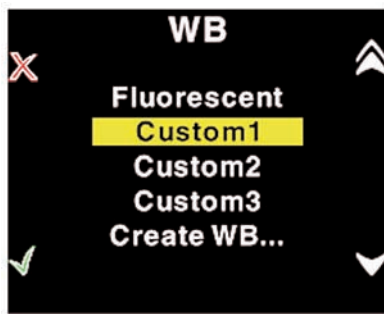 WB
Fluorescent
Custom1
Custom2
Custom3
Create WB...